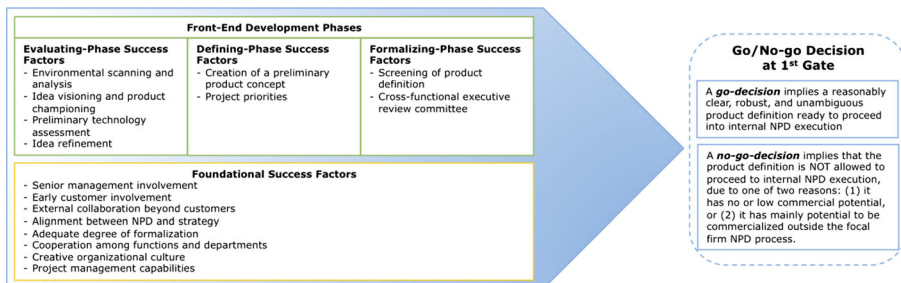 Front-End Development Phases
Evaluating-Phase Success
Factors
- Environmental scanning and
analysis
- Idea visioning and product
championing
- Preliminary technology
assessment
- Idea refinement
Defining-Phase Success
Factors
- Creation of a preliminary
product concept
- Project priorities
Formalizing-Phase Success
Factors
- Screening of product
definition
- Cross-functional executive
review committee
Foundational Success Factors
- Senior management involvement
- Early customer involvement
- External collaboration beyond customers
- Alignment between NPD and strategy
- Adequate degree of formalization
- Cooperation among functions and departments
- Creative organizational culture
- Project management capabilities
Go/No-go Decision
at 1st Gate
A go-decision implies a reasonably
clear, robust, and unambiguous
product definition ready to proceed
into internal NPD execution
A no-go-decision implies that the
product definition is NOT allowed to
proceed to internal NPD execution,
due to one of two reasons: (1) it
has no or low commercial potential,
or (2) it has mainly potential to be
commercialized outside the focal
firm NPD process.